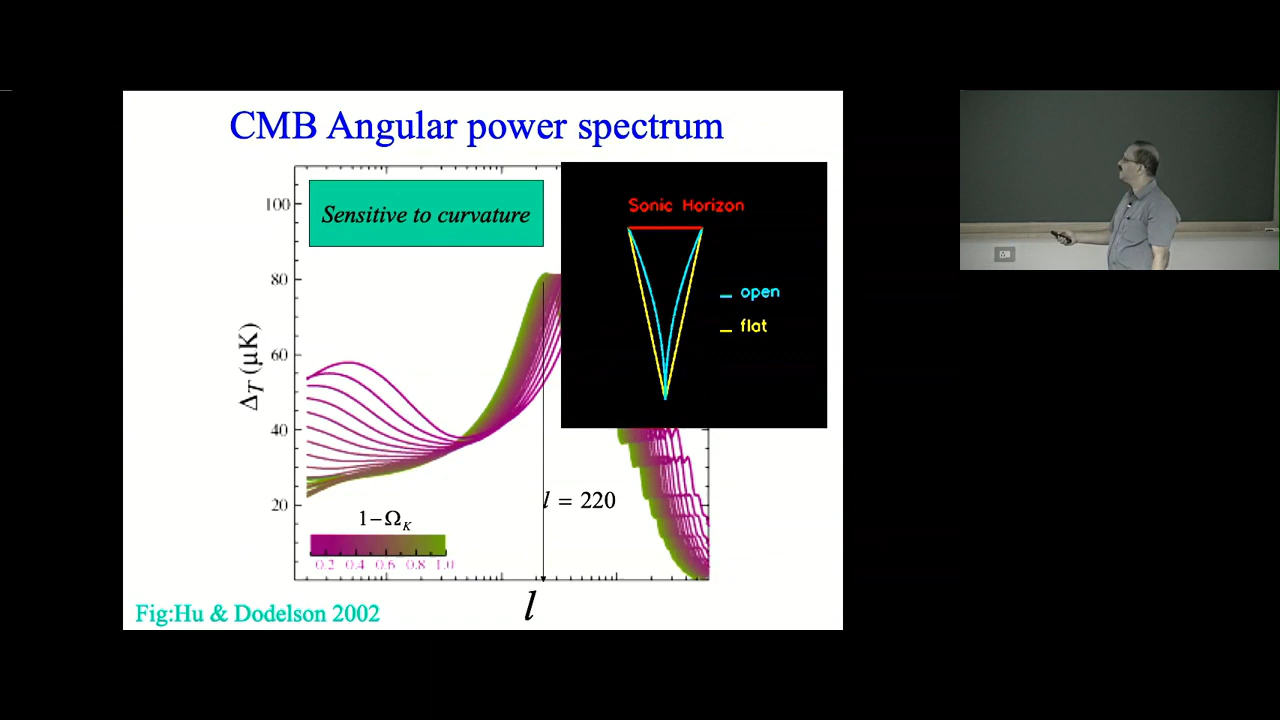 CMB Angular power spectrum
Sensitive to curvature
Sonic Horizon
open
flat
100
80
60
40
20
ΔT (μK)
l = 220
1−ΩK
0.2 0.4 0.6 0.8 1.0
l
Fig:Hu & Dodelson 2002